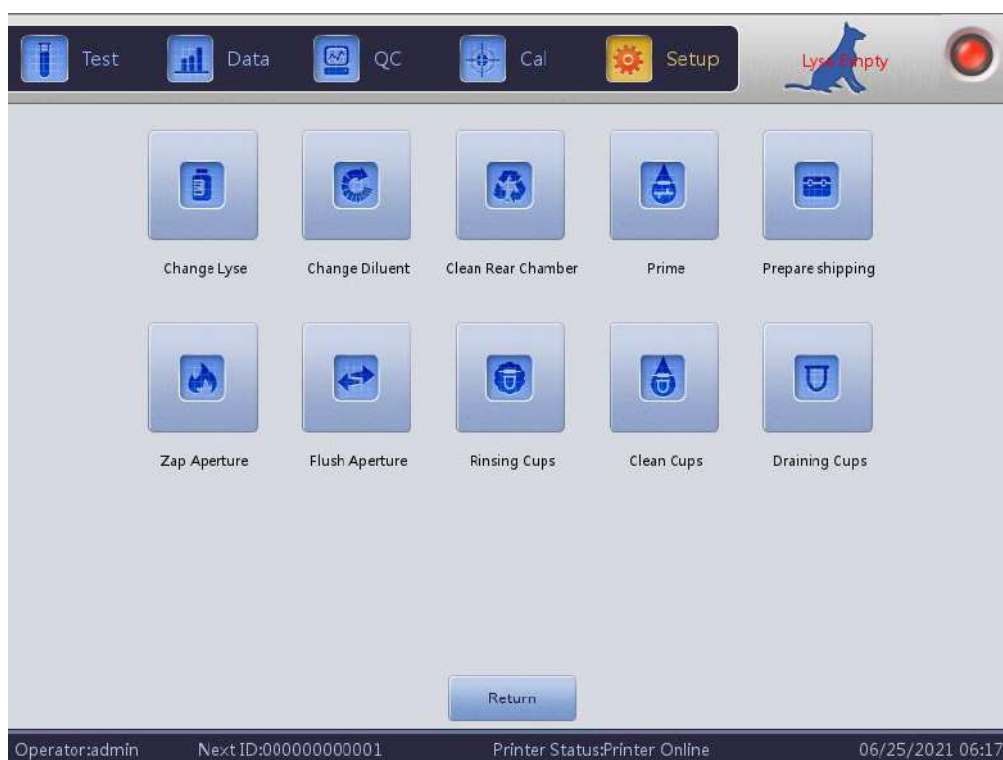 Test Data QC Cal Setup Lyse Empty
Change Lyse Change Diluent Clean Rear Chamber Prime Prepare shipping
Zap Aperture Flush Aperture Rinsing Cups Clean Cups Draining Cups
Return
Operator:admin Next ID:000000000001 Printer Status:Printer Online 06/25/2021 06:17